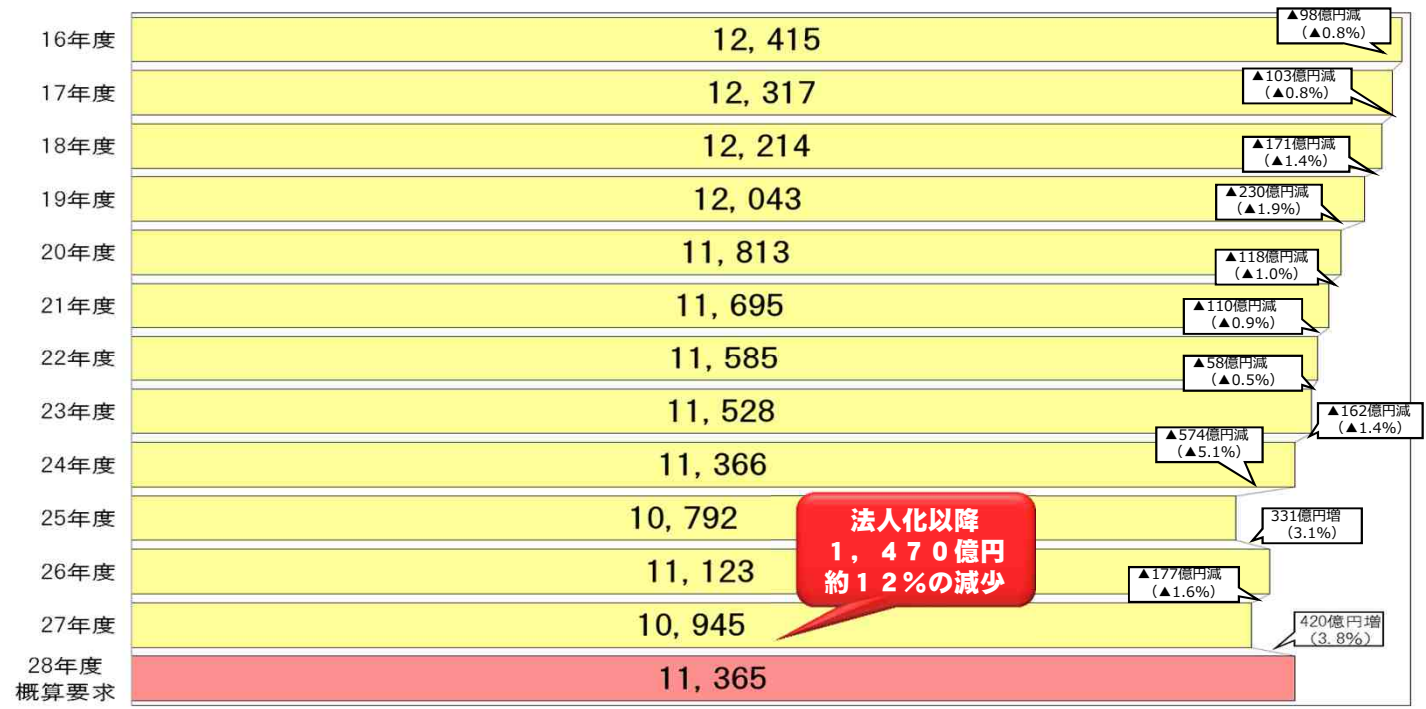 16年度
12, 415
▲98億円減
(▲0.8%)
17年度
12, 317
▲103億円減
(▲0.8%)
18年度
12, 214
▲171億円減
(▲1.4%)
19年度
12, 043
▲230億円減
(▲1.9%)
20年度
11, 813
▲118億円減
(▲1.0%)
21年度
11, 695
▲110億円減
(▲0.9%)
22年度
11, 585
▲58億円減
(▲0.5%)
23年度
11, 528
▲162億円減
(▲1.4%)
24年度
11, 366
▲574億円減
(▲5.1%)
25年度
10, 792
331億円増
(3.1%)
26年度
11, 123
▲177億円減
(▲1.6%)
27年度
10, 945
420億円増
(3. 8%)
28年度
概算要求
11, 365
法人化以降
1，４７０億円
約１２％の減少